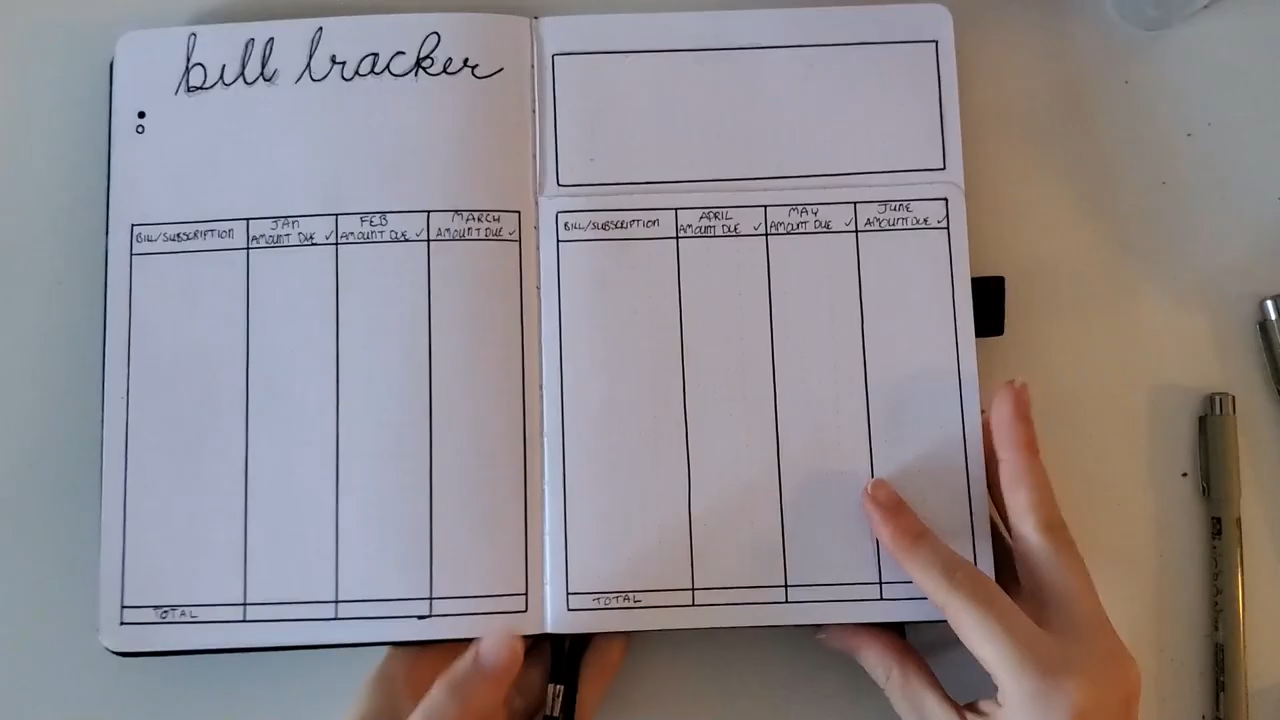 bill tracker
JAN FEB MARCH
BILL/SUBSCRIPTION AMOUNT DUE ✓ AMOUNT DUE ✓ AMOUNT DUE ✓
TOTAL
APRIL MAY JUNE
BILL/SUBSCRIPTION AMOUNT DUE ✓ AMOUNT DUE ✓ AMOUNT DUE ✓
TOTAL